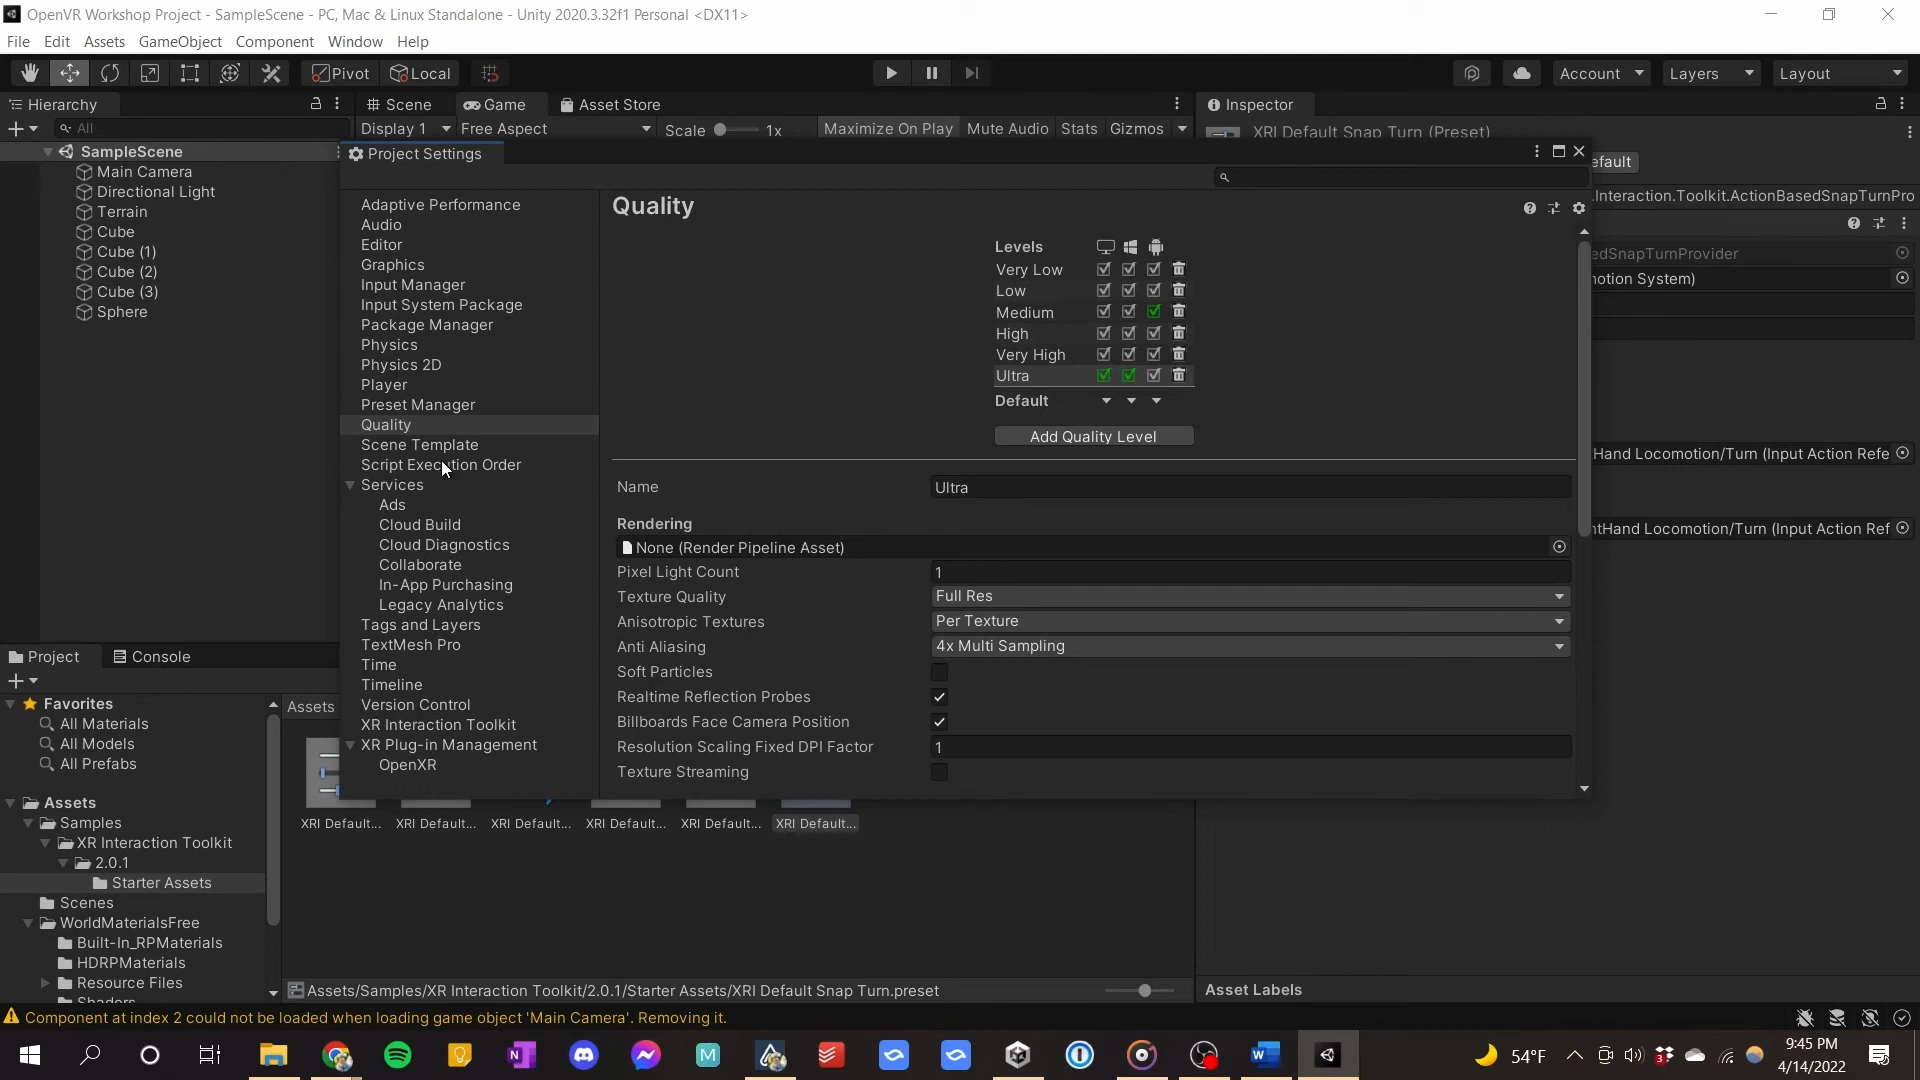 OpenVR Workshop Project - SampleScene - PC, Mac & Linux Standalone - Unity 2020.3.32f1 Personal <DX11>
File Edit Assets GameObject Component Window Help
Pivot Local Account Layers Layout
Hierarchy Scene Game Asset Store Inspector
All Display 1 Free Aspect Scale 1x Maximize On Play Mute Audio Stats Gizmos XRI Default Snap Turn (Preset)
SampleScene
Main Camera
Directional Light
Terrain
Cube
Cube (1)
Cube (2)
Cube (3)
Sphere
Project Settings
Adaptive Performance
Audio
Editor
Graphics
Input Manager
Input System Package
Package Manager
Physics
Physics 2D
Player
Preset Manager
Quality
Scene Template
Script Execution Order
Services
Ads
Cloud Build
Cloud Diagnostics
Collaborate
In-App Purchasing
Legacy Analytics
Tags and Layers
TextMesh Pro
Time
Timeline
Version Control
XR Interaction Toolkit
XR Plug-in Management
OpenXR
Quality
Levels
Very Low
Low
Medium
High
Very High
Ultra
Default
Add Quality Level
Name Ultra
Rendering
None (Render Pipeline Asset)
Pixel Light Count 1
Texture Quality Full Res
Anisotropic Textures Per Texture
Anti Aliasing 4x Multi Sampling
Soft Particles
Realtime Reflection Probes
Billboards Face Camera Position
Resolution Scaling Fixed DPI Factor 1
Texture Streaming
efault
.Interaction.Toolkit.ActionBasedSnapTurnPro
edSnapTurnProvider
notion System)
Hand Locomotion/Turn (Input Action Refe
ntHand Locomotion/Turn (Input Action Ref
Project Console
Favorites
All Materials
All Models
All Prefabs
Assets
Samples
XR Interaction Toolkit
2.0.1
Starter Assets
Scenes
WorldMaterialsFree
Built-In_RPMaterials
HDRPMaterials
Resource Files
Shaders
Assets
XRI Default... XRI Default... XRI Default... XRI Default... XRI Default... XRI Default...
Assets/Samples/XR Interaction Toolkit/2.0.1/Starter Assets/XRI Default Snap Turn.preset
Asset Labels
Component at index 2 could not be loaded when loading game object 'Main Camera'. Removing it.
54°F
9:45 PM
4/14/2022